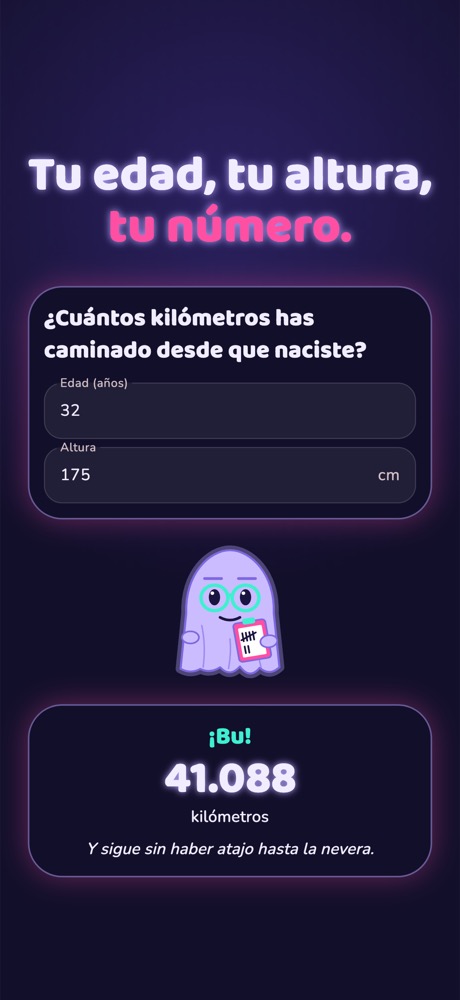 Tu edad, tu altura,
tu número.
¿Cuántos kilómetros has
caminado desde que naciste?
Edad (años)
32
Altura
175 cm
¡Bu!
41.088
kilómetros
Y sigue sin haber atajo hasta la nevera.